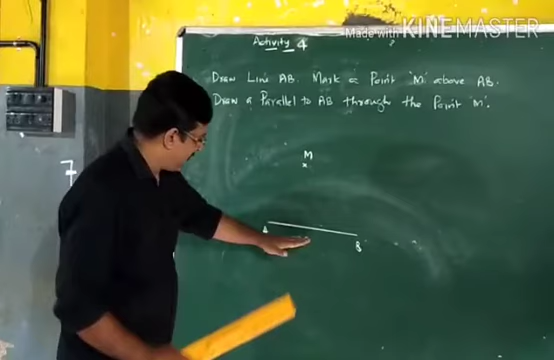 Made with KINEMASTER
Activity 4
Draw Line AB. Mark a Point 'M' above AB.
Draw a Parallel to AB through the Point 'M'.
7
M
A
B